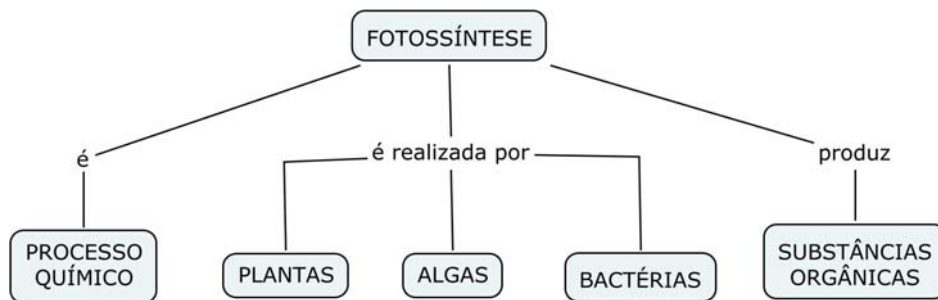 FOTOSSÍNTESE
é
é realizada por
produz
PROCESSO
QUÍMICO
PLANTAS
ALGAS
BACTÉRIAS
SUBSTÂNCIAS
ORGÂNICAS